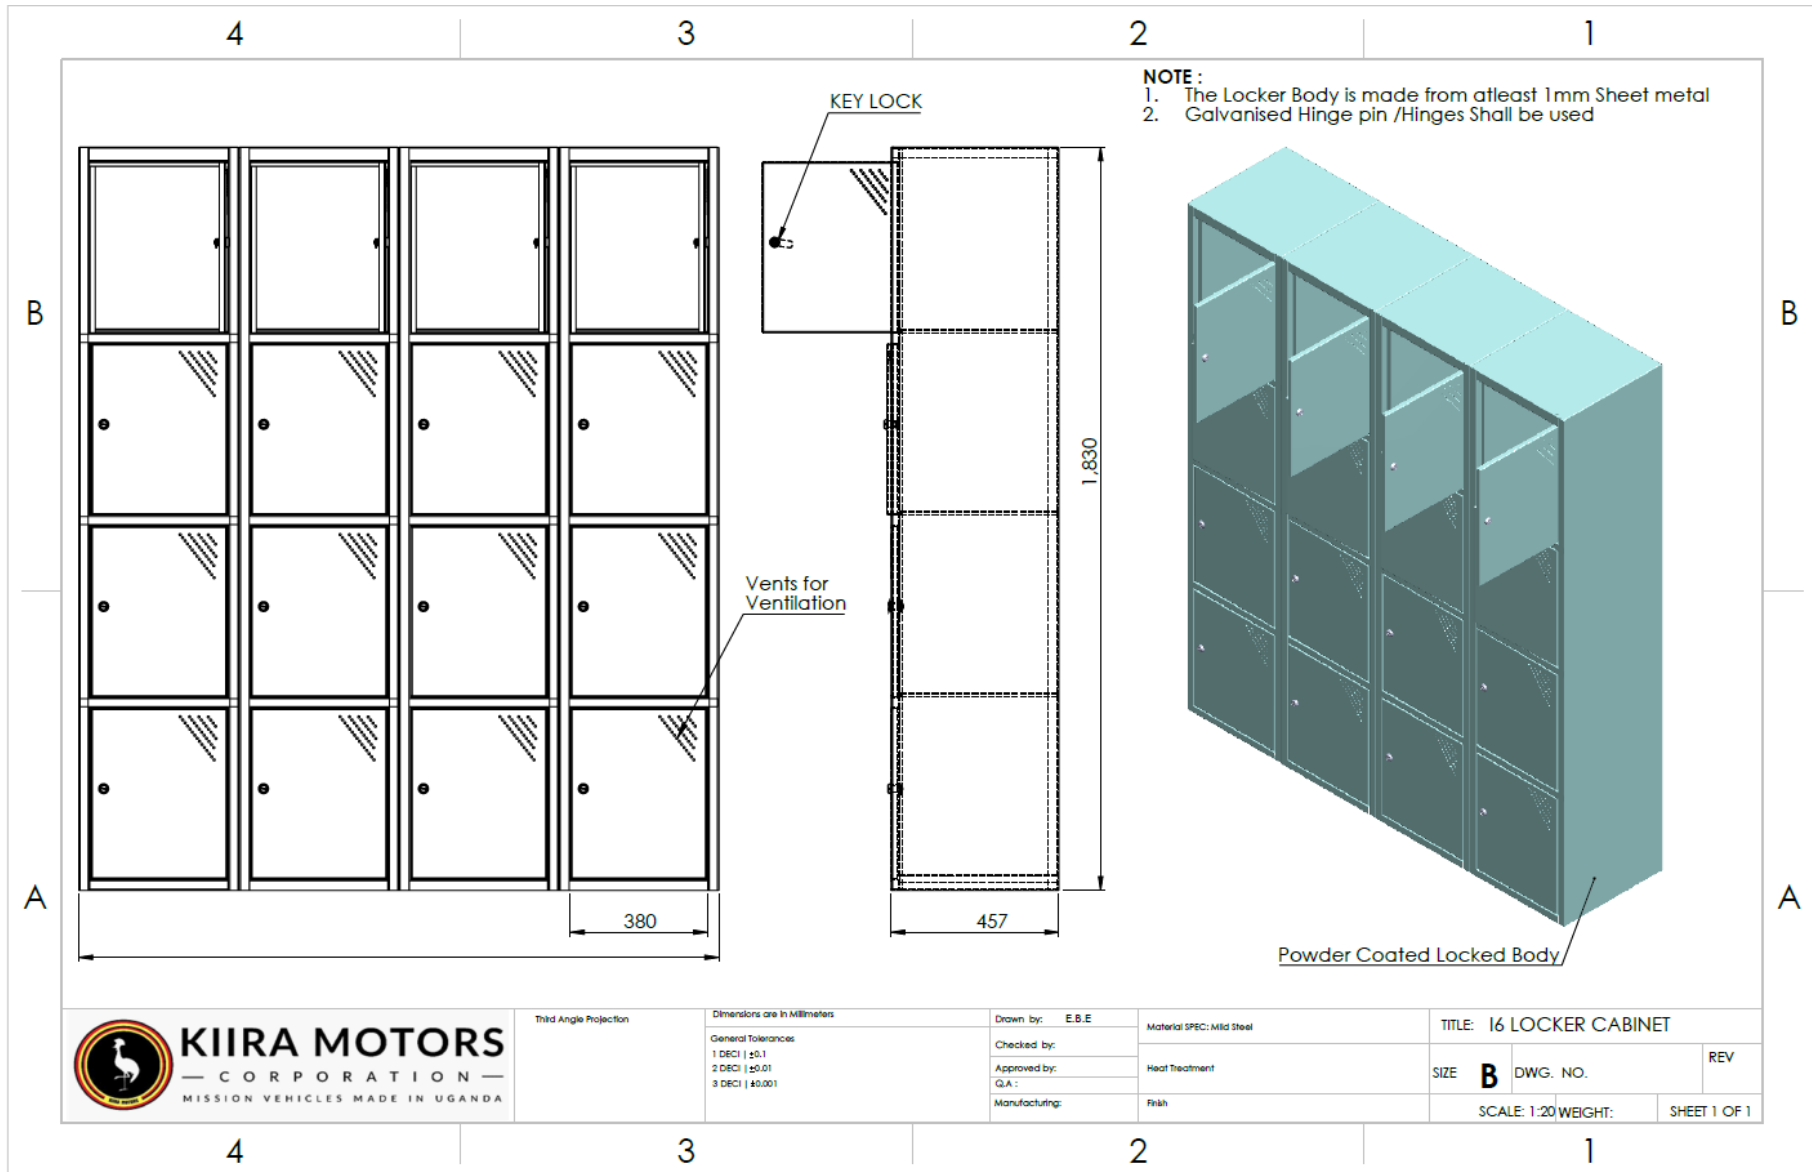 4 3 2 1
NOTE :
1. The Locker Body is made from atleast 1mm Sheet metal
2. Galvanised Hinge pin /Hinges Shall be used
KEY LOCK
B B
1,830
Vents for
Ventilation
A A
380
457
Powder Coated Locked Body
KIIRA MOTORS
CORPORATION
MISSION VEHICLES MADE IN UGANDA
KIIRA MOTORS
Third Angle Projection
Dimensions are in Millimeters
General Tolerances
1 DECI | ±0.1
2 DECI | ±0.01
3 DECI | ±0.001
Drawn by: E.B.E
Checked by:
Approved by:
Q.A :
Manufacturing:
Material SPEC: Mild Steel
Heat Treatment
Finish
TITLE: 16 LOCKER CABINET
SIZE B DWG. NO. REV
SCALE: 1:20 WEIGHT: SHEET 1 OF 1
4 3 2 1